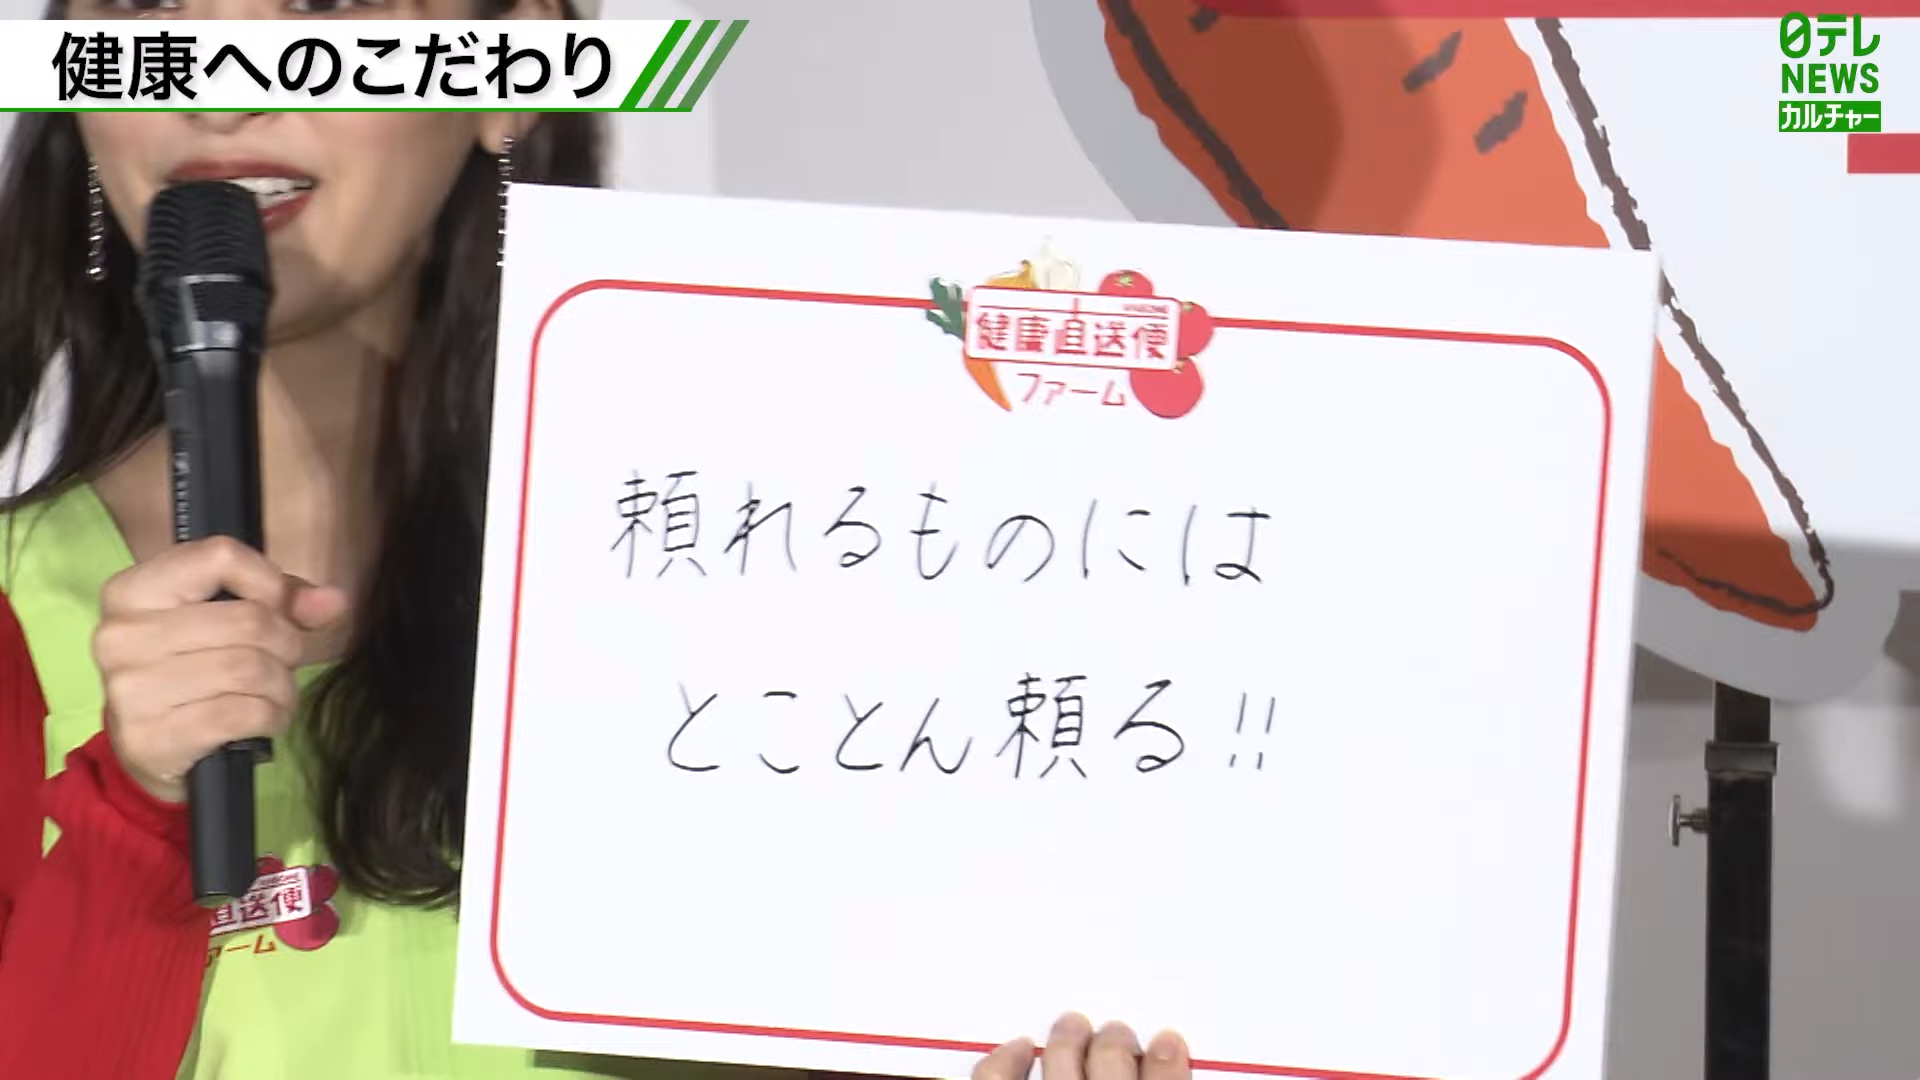 健康へのこだわり
日テレ
NEWS
カルチャー
健康直送便
ファーム
頼れるものには
とことん頼る!!
直送便
ァーム